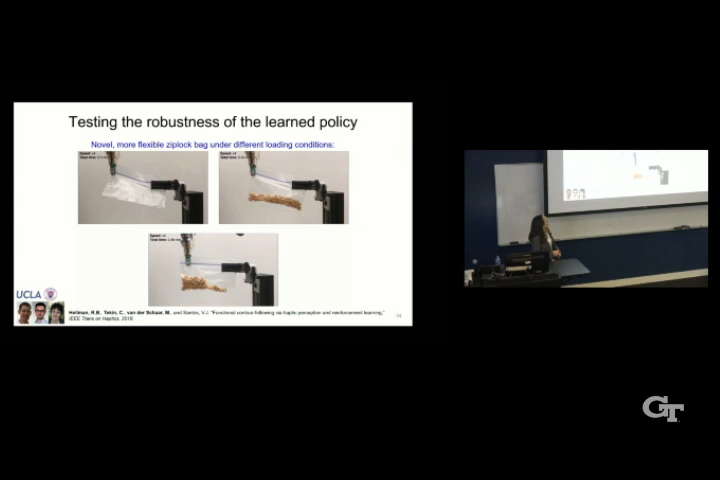 Testing the robustness of the learned policy
Novel, more flexible ziplock bag under different loading conditions:
UCLA
Hellman, R.B., Tekin, C., van der Schaar, M., and Santos, V.J. "Functional contour-following via haptic perception and reinforcement learning,"
IEEE Trans on Haptics, 2018.
34
GT